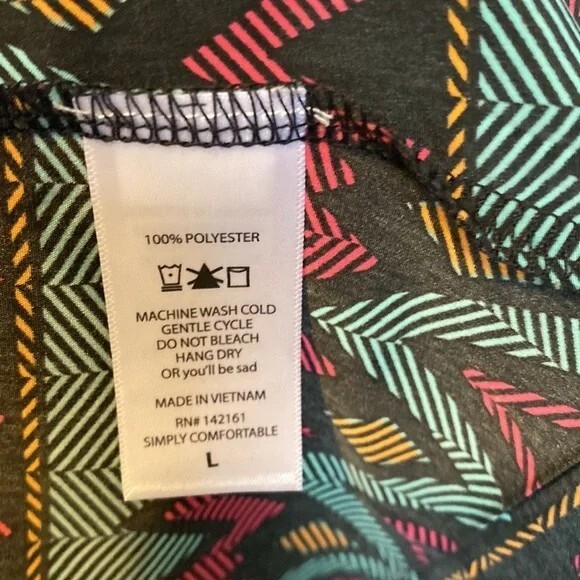 100% POLYESTER
MACHINE WASH COLD
GENTLE CYCLE
DO NOT BLEACH
HANG DRY
OR you'll be sad
MADE IN VIETNAM
RN# 142161
SIMPLY COMFORTABLE
L